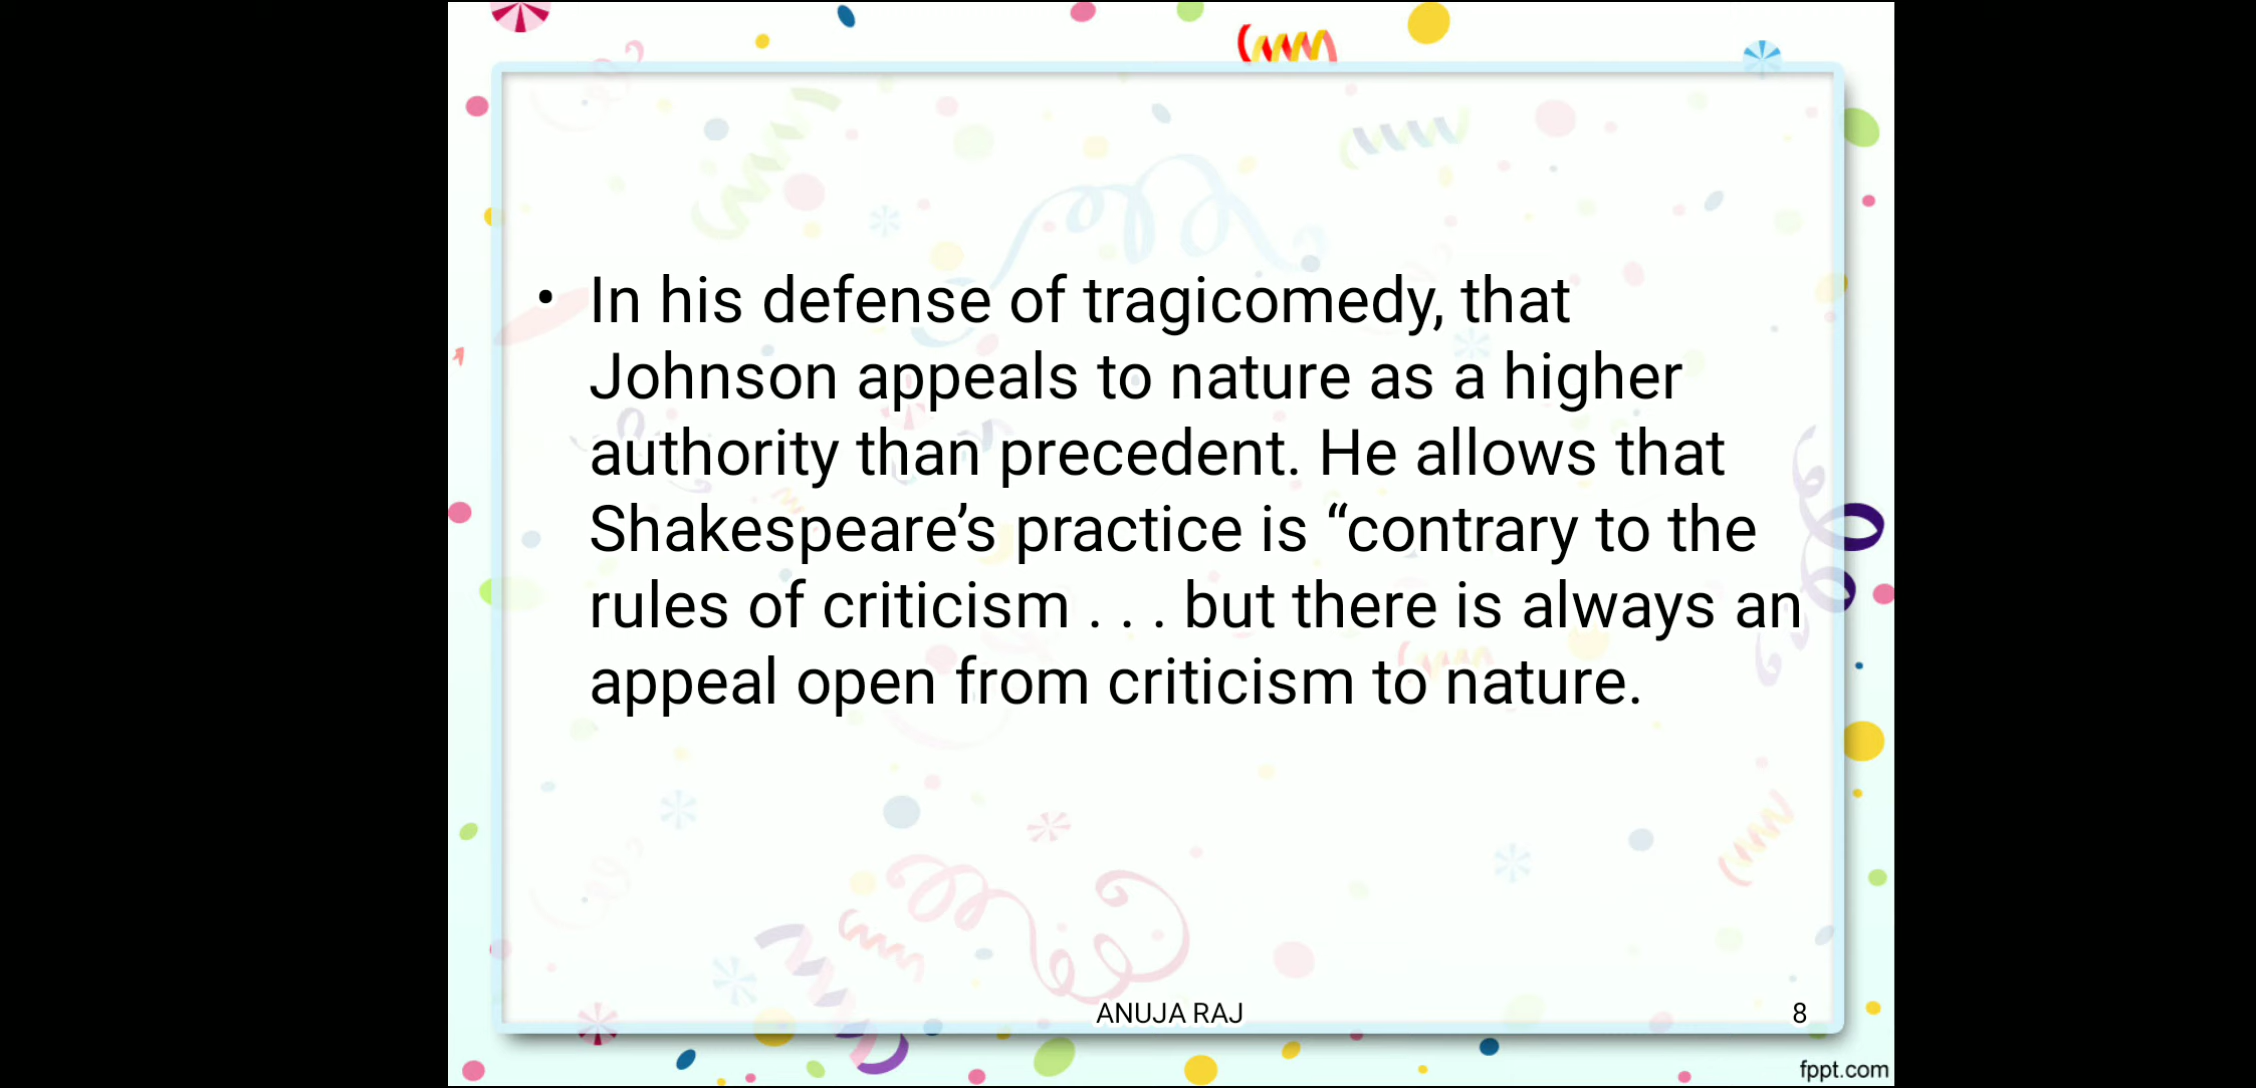 • In his defense of tragicomedy, that
Johnson appeals to nature as a higher
authority than precedent. He allows that
Shakespeare’s practice is “contrary to the
rules of criticism . . . but there is always an
appeal open from criticism to nature.
ANUJA RAJ
8
fppt.com